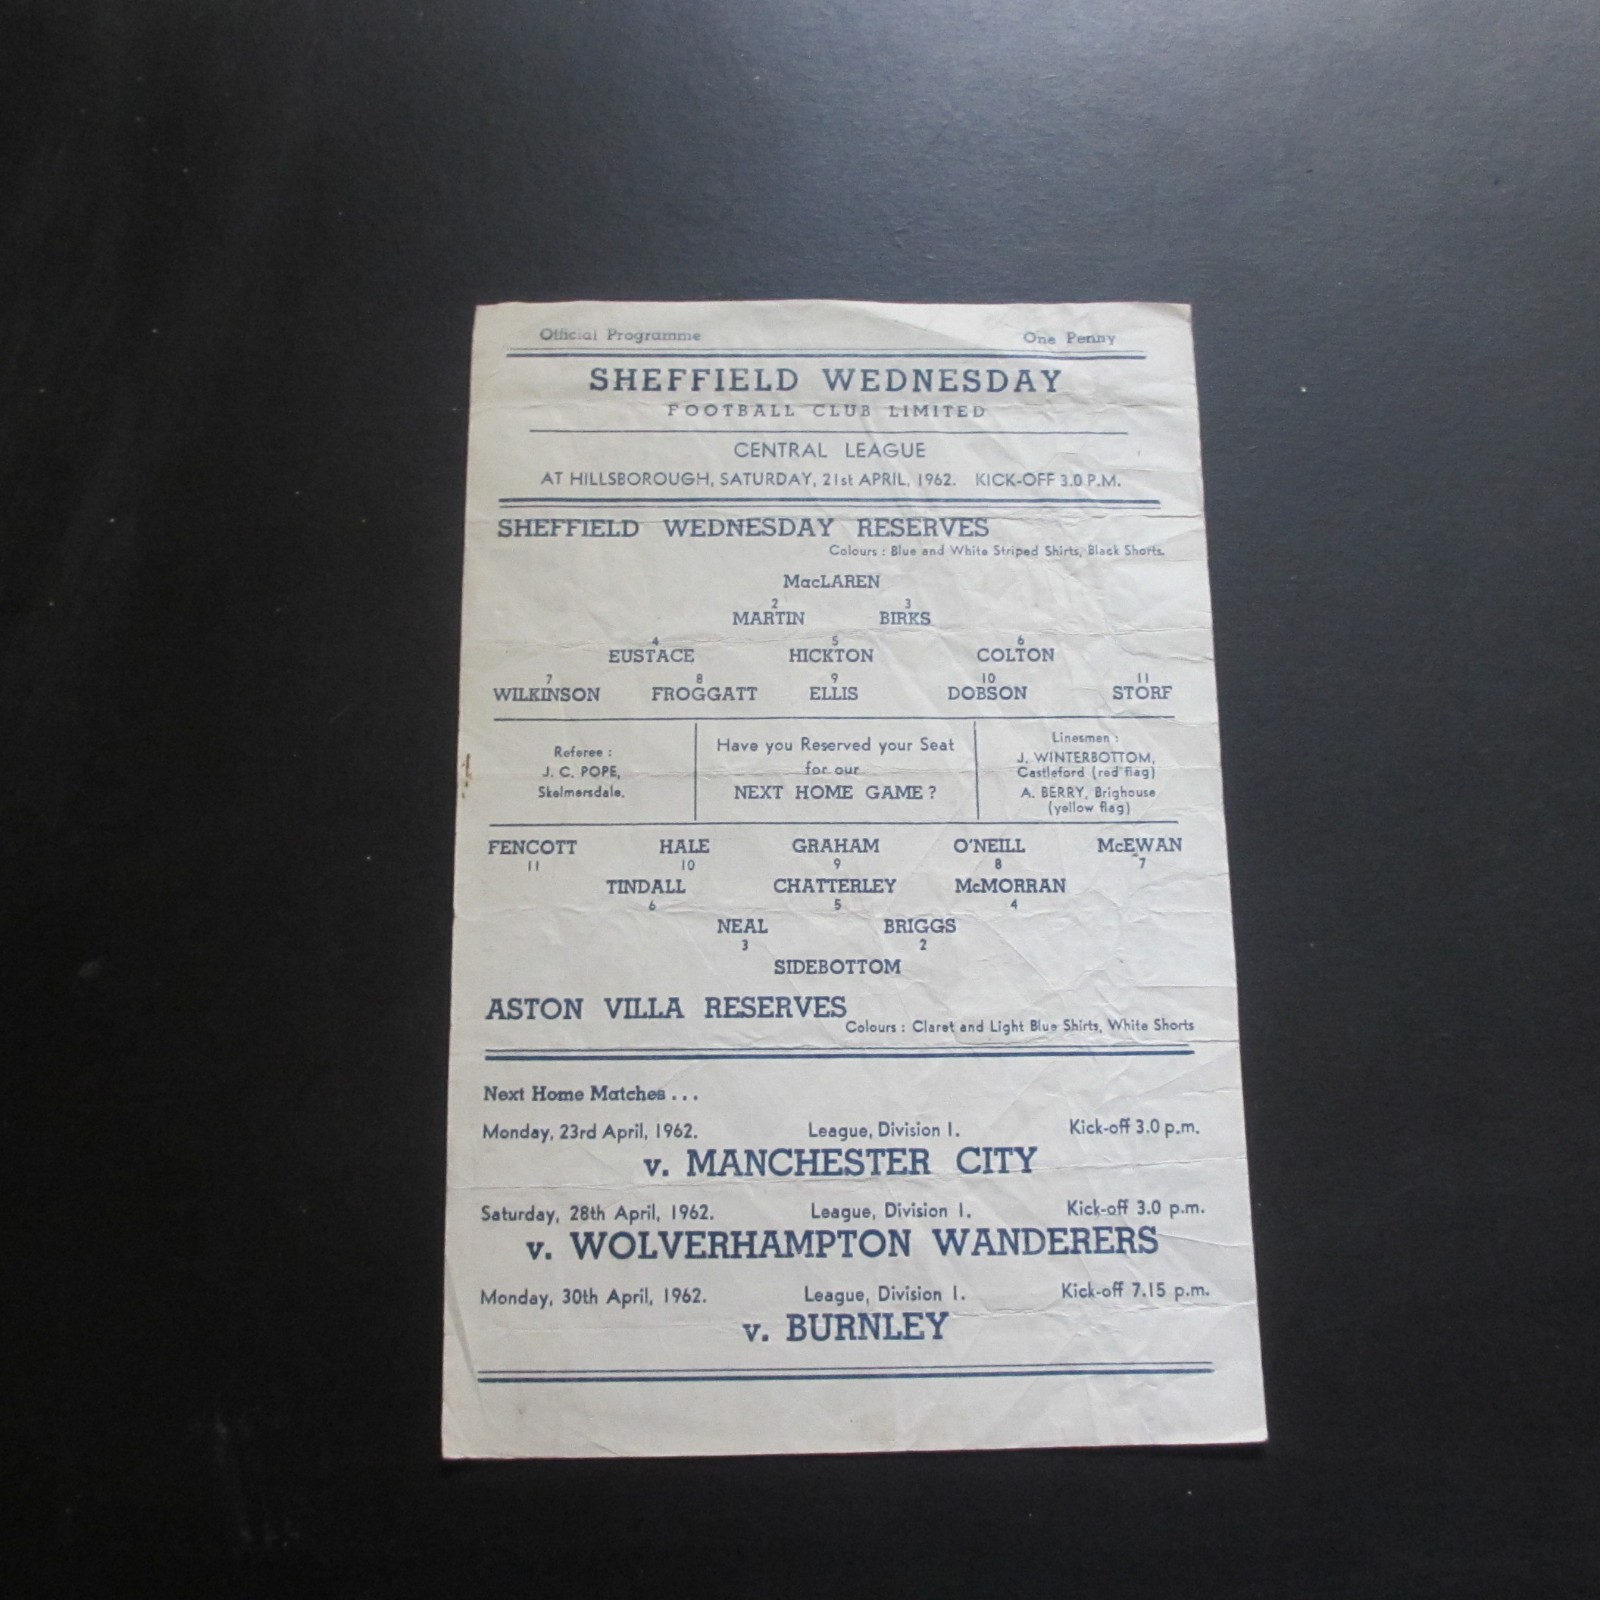 Official Programme One Penny
SHEFFIELD WEDNESDAY
FOOTBALL CLUB LIMITED
CENTRAL LEAGUE
AT HILLSBOROUGH, SATURDAY, 21st APRIL, 1962. KICK-OFF 3.0 P.M.
SHEFFIELD WEDNESDAY RESERVES
Colours : Blue and White Striped Shirts, Black Shorts.
MacLAREN
2 3
MARTIN BIRKS
4 5 6
EUSTACE HICKTON COLTON
7 8 9 10 11
WILKINSON FROGGATT ELLIS DOBSON STORF
Referee :
J. C. POPE,
Skelmersdale.
Have you Reserved your Seat
for our
NEXT HOME GAME ?
Linesmen :
J. WINTERBOTTOM,
Castleford (red flag)
A. BERRY, Brighouse
(yellow flag)
FENCOTT HALE GRAHAM O'NEILL McEWAN
11 10 9 8 7
TINDALL CHATTERLEY McMORRAN
6 5 4
NEAL BRIGGS
3 2
SIDEBOTTOM
ASTON VILLA RESERVES
Colours : Claret and Light Blue Shirts, White Shorts
Next Home Matches . . .
Monday, 23rd April, 1962. League, Division 1. Kick-off 3.0 p.m.
v. MANCHESTER CITY
Saturday, 28th April, 1962. League, Division 1. Kick-off 3.0 p.m.
v. WOLVERHAMPTON WANDERERS
Monday, 30th April, 1962. League, Division 1. Kick-off 7.15 p.m.
v. BURNLEY